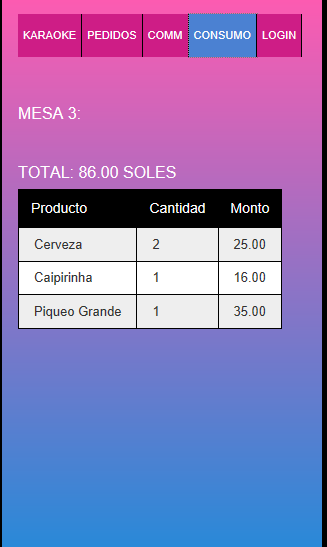 KARAOKE PEDIDOS COMM CONSUMO LOGIN
MESA 3:
TOTAL: 86.00 SOLES
Producto Cantidad Monto
Cerveza 2 25.00
Caipirinha 1 16.00
Piqueo Grande 1 35.00